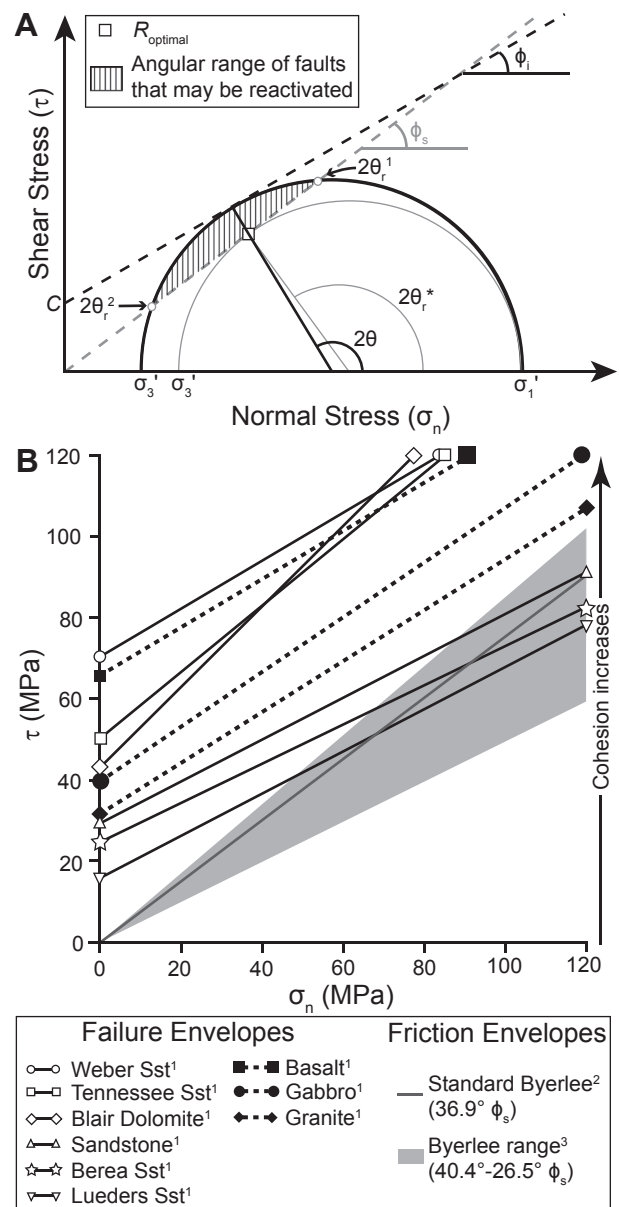 A
R optimal
Angular range of faults
that may be reactivated
ϕi
ϕs
2θr1
Shear Stress (τ)
C
2θr2
2θr*
2θ
σ3' σ3' σ1'
Normal Stress (σn)
B
120
100
80
60
40
20
0
τ (MPa)
Cohesion increases
0 20 40 60 80 100 120
σn (MPa)
Failure Envelopes
Weber Sst1
Tennessee Sst1
Blair Dolomite1
Sandstone1
Berea Sst1
Lueders Sst1
Basalt1
Gabbro1
Granite1
Friction Envelopes
Standard Byerlee2
(36.9° ϕs)
Byerlee range3
(40.4°-26.5° ϕs)